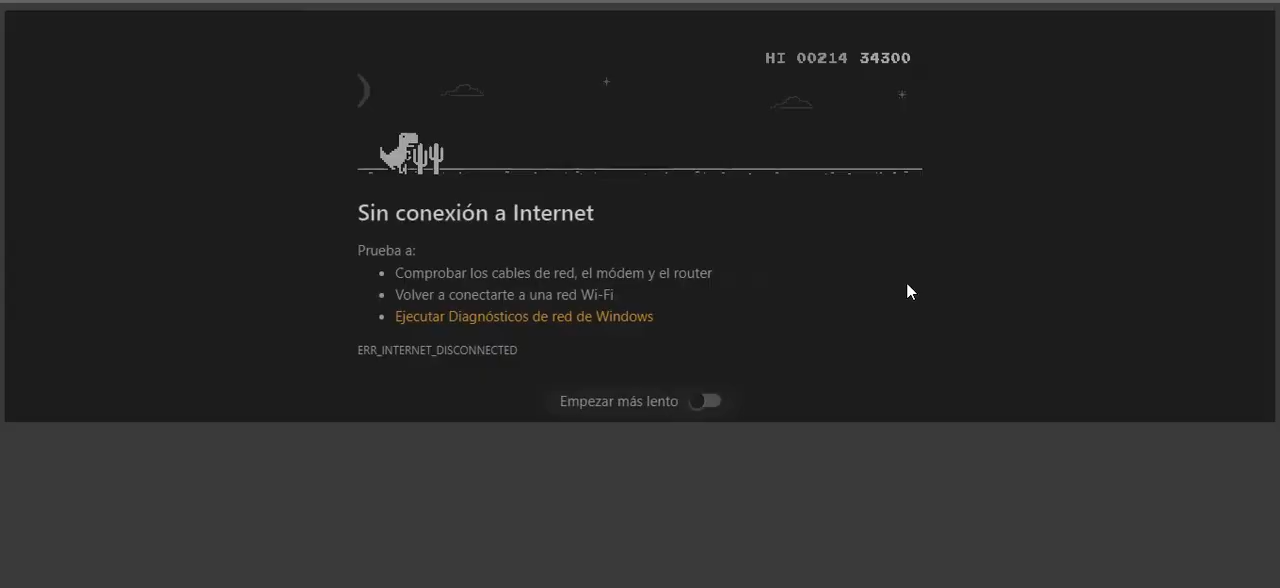 HI 00214 34300
Sin conexión a Internet
Prueba a:
Comprobar los cables de red, el módem y el router
Volver a conectarte a una red Wi-Fi
Ejecutar Diagnósticos de red de Windows
ERR_INTERNET_DISCONNECTED
Empezar más lento